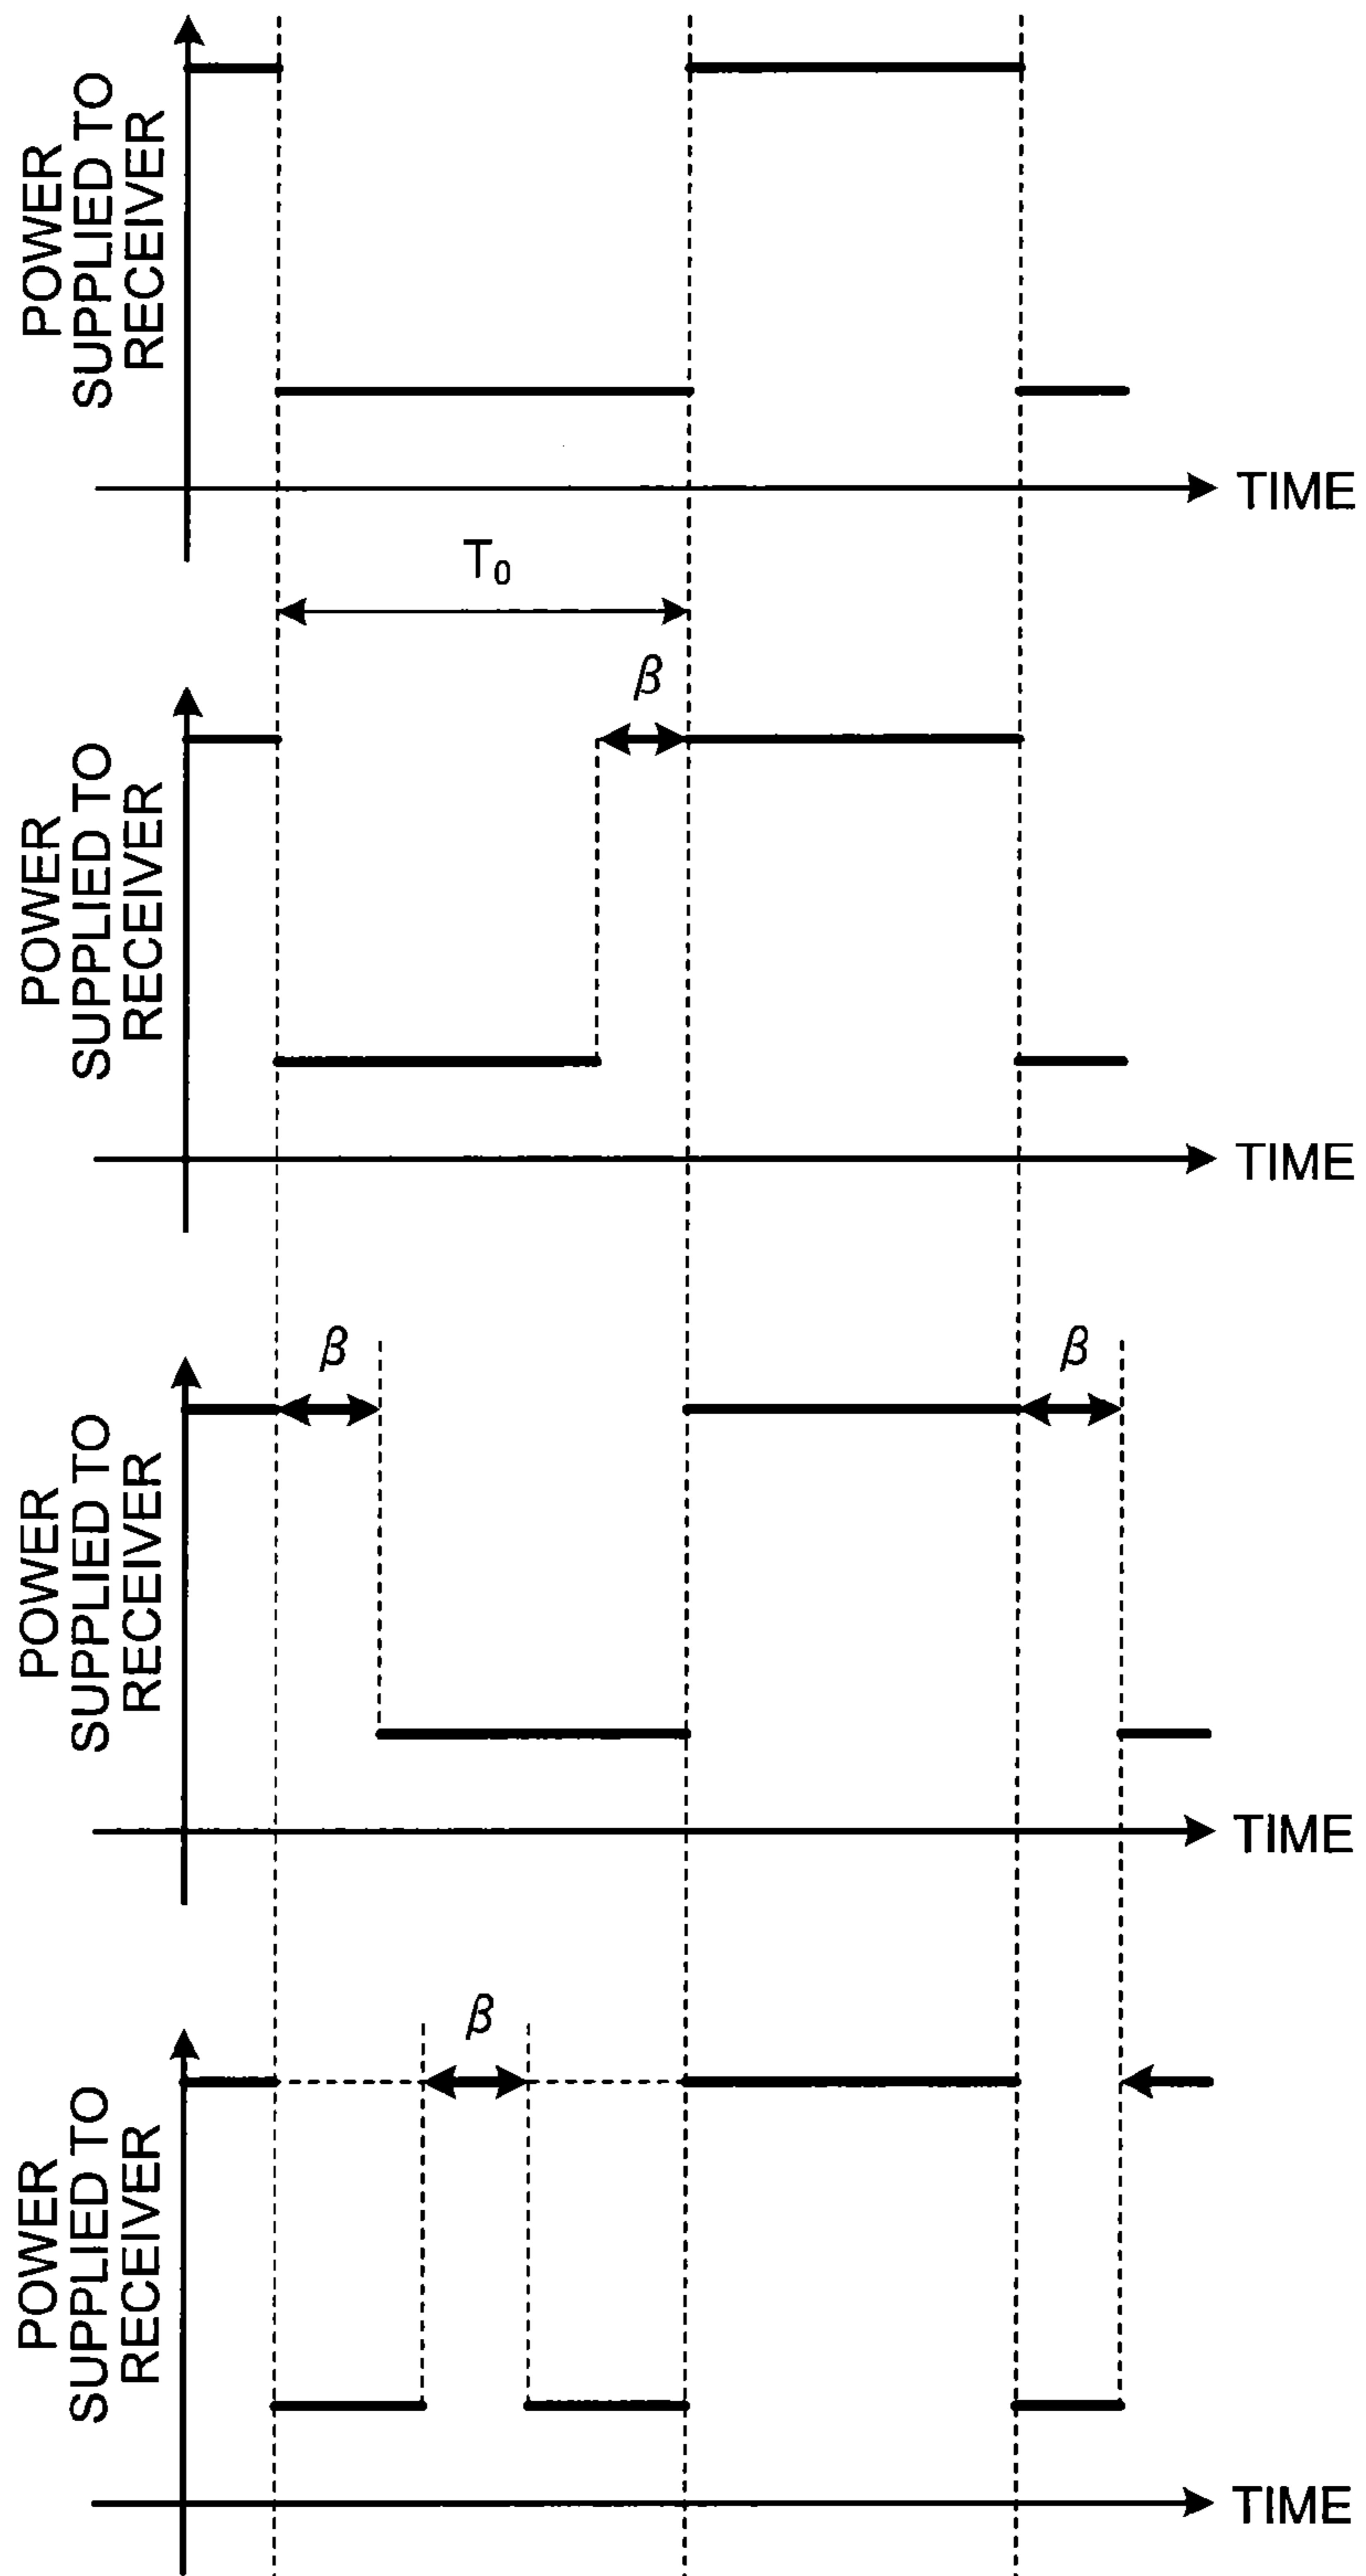 POWER
SUPPLIED TO
RECEIVER
TIME
T₀
β
POWER
SUPPLIED TO
RECEIVER
TIME
β
β
POWER
SUPPLIED TO
RECEIVER
TIME
β
POWER
SUPPLIED TO
RECEIVER
TIME